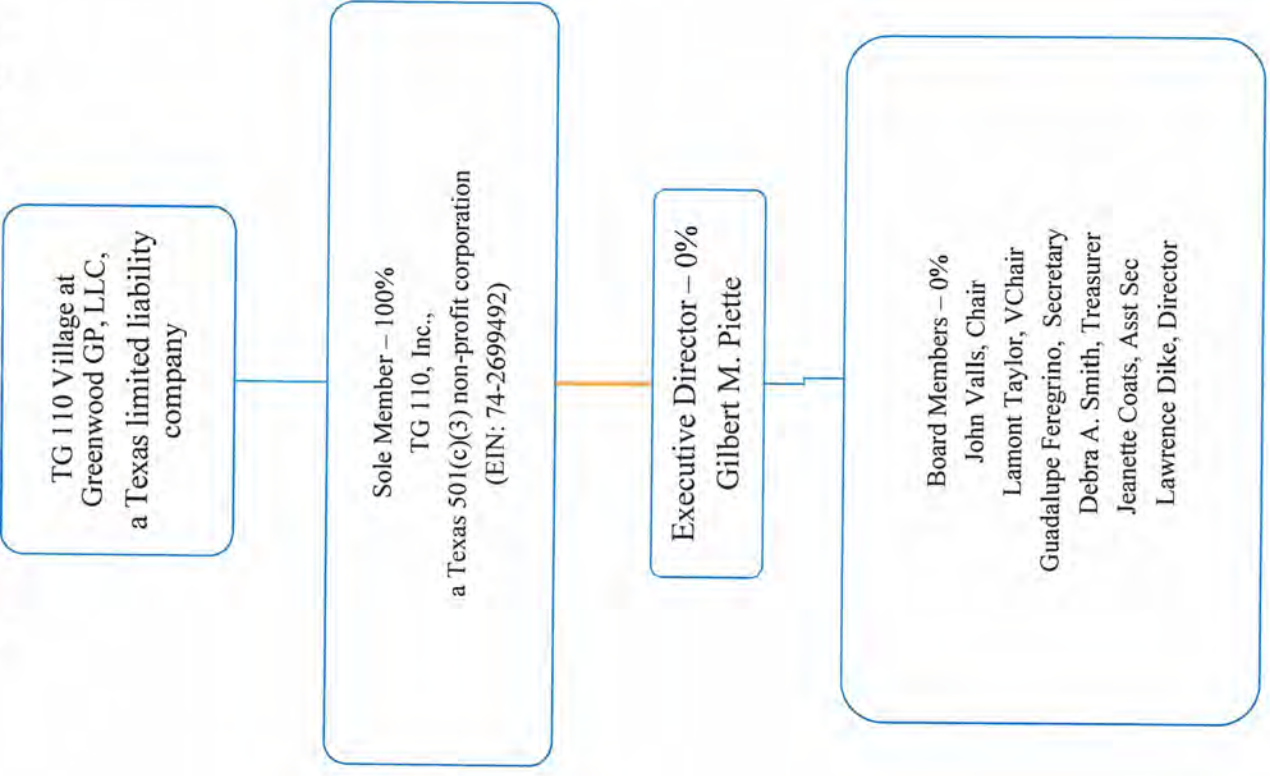 TG 110 Village at
Greenwood GP, LLC,
a Texas limited liability
company
Sole Member – 100%
TG 110, Inc.,
a Texas 501(c)(3) non-profit corporation
(EIN: 74-2699492)
Executive Director – 0%
Gilbert M. Piette
Board Members – 0%
John Valls, Chair
Lamont Taylor, VChair
Guadalupe Feregrino, Secretary
Debra A. Smith, Treasurer
Jeanette Coats, Asst Sec
Lawrence Dike, Director